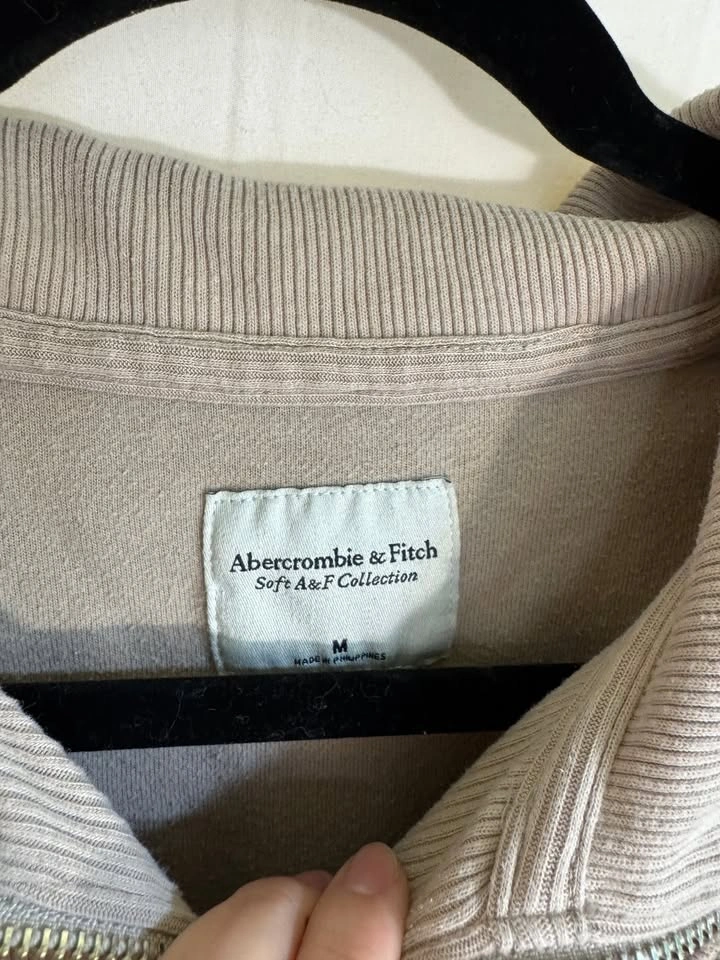 Abercrombie & Fitch
Soft A&F Collection
M
MADE IN PHILIPPINES